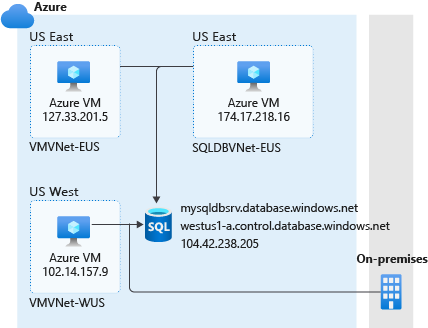 Azure
US East
Azure VM
127.33.201.5
VMVNet-EUS
US East
Azure VM
174.17.218.16
SQLDBVNet-EUS
US West
Azure VM
102.14.157.9
VMVNet-WUS
SQL
mysqldbsrv.database.windows.net
westus1-a.control.database.windows.net
104.42.238.205
On-premises